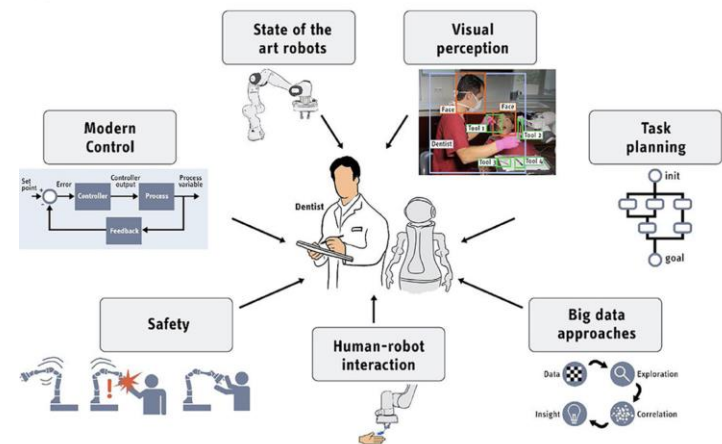 State of the
art robots
Visual
perception
Face
Face
Tool 1
Tool 2
Dentist
Tool 3
Tool 4
Modern
Control
Set
point
+
-
Error
Controller
Controller
output
Process
Process
variable
Feedback
Task
planning
init
goal
Dentist
Safety
!
Human-robot
interaction
Big data
approaches
Data
Exploration
Insight
Correlation